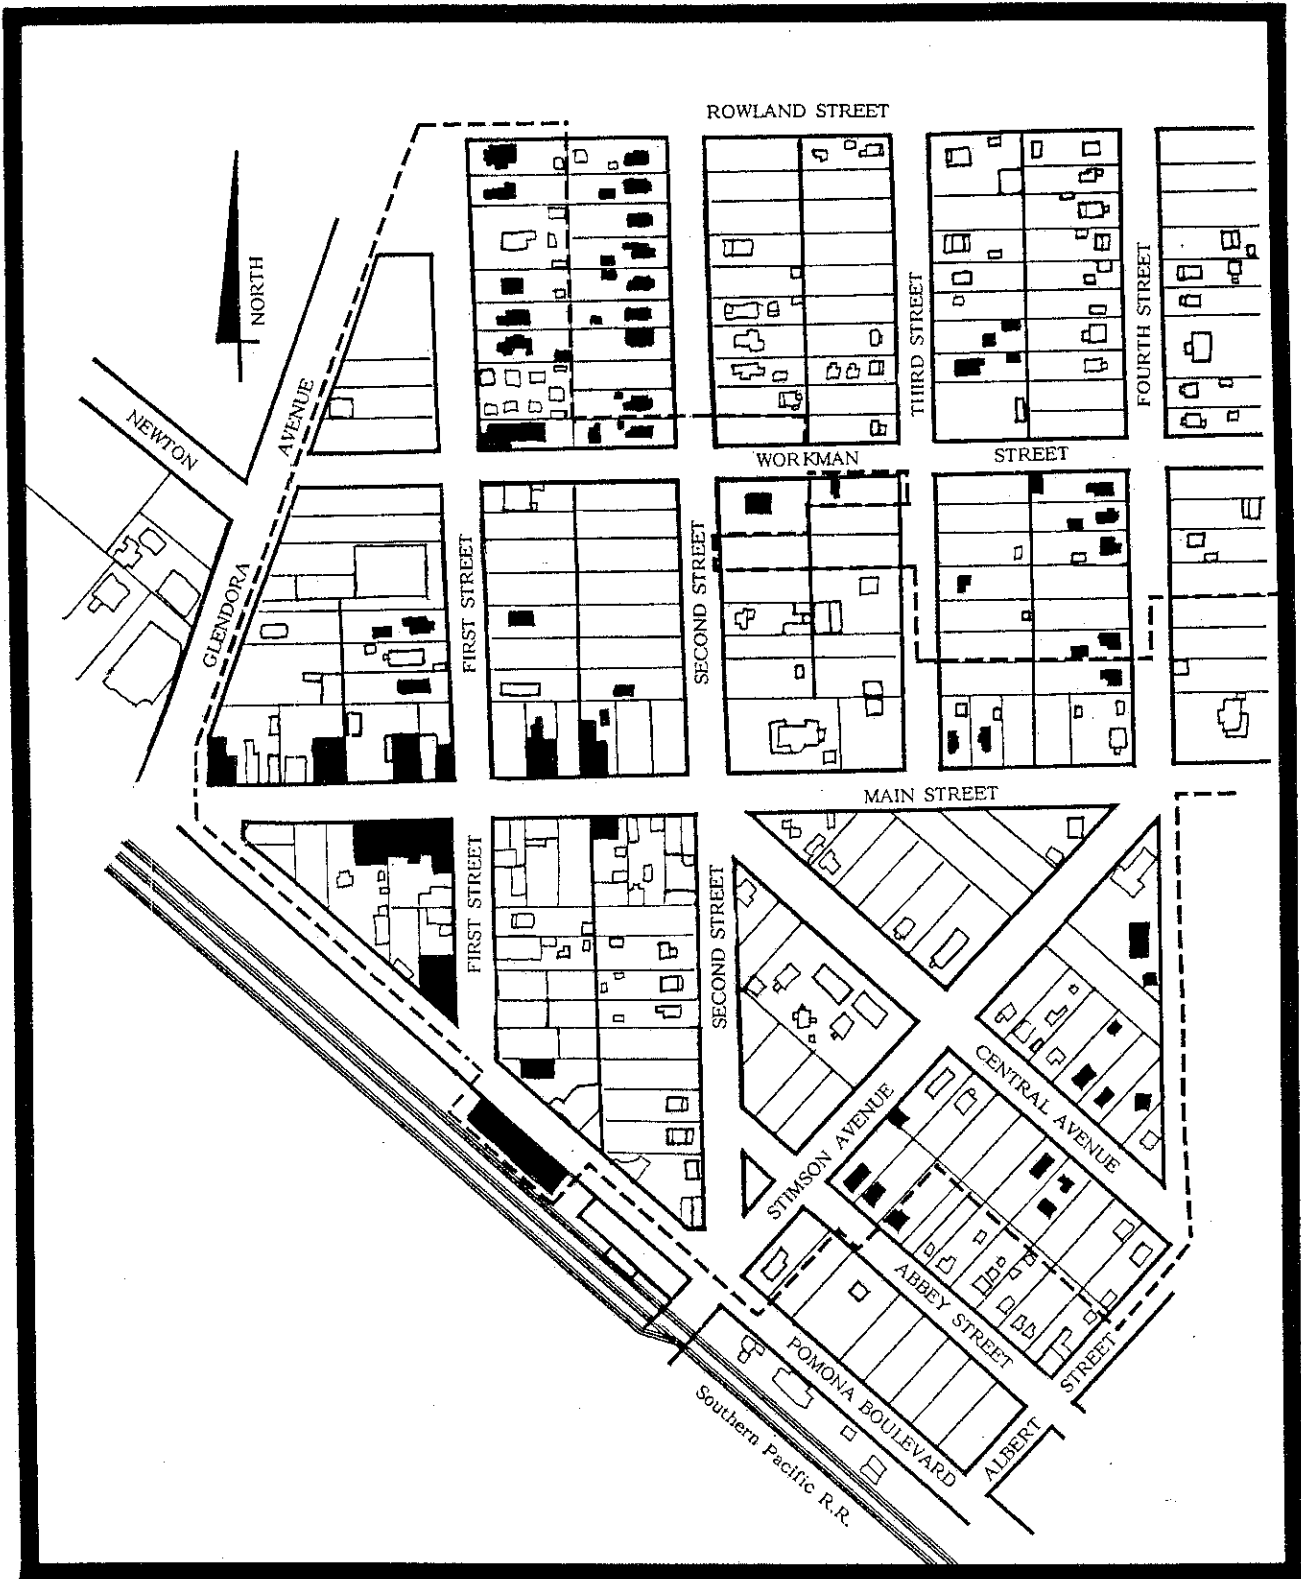 ROWLAND STREET
NORTH
NEWTON
GLENDORA
AVENUE
FIRST STREET
SECOND STREET
THIRD STREET
FOURTH STREET
WORKMAN
STREET
MAIN STREET
FIRST STREET
SECOND STREET
STIMSON AVENUE
CENTRAL AVENUE
ABBEY STREET
POMONA BOULEVARD
ALBERT
STREET
Southern Pacific R.R.